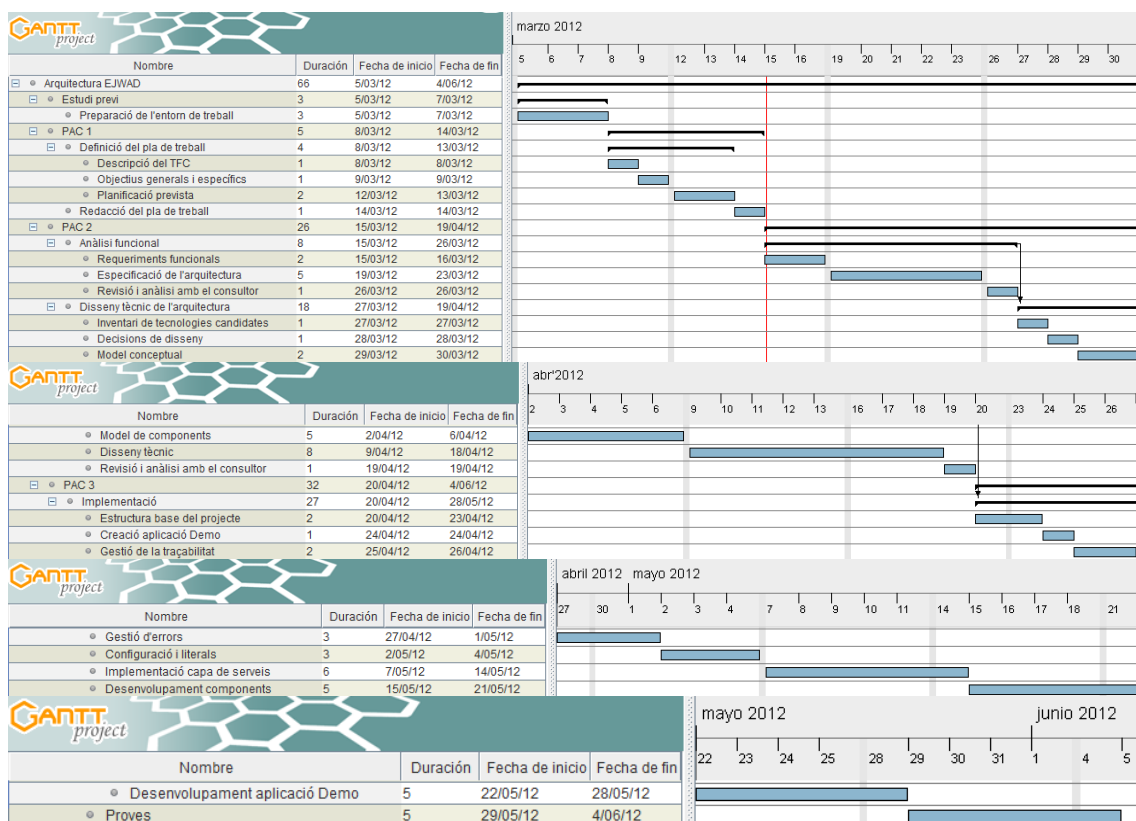 GANTT project
marzo 2012
5 6 7 8 9 12 13 14 15 16 19 20 21 22 23 26 27 28 29 30
Nombre Duración Fecha de inicio Fecha de fin
Arquitectura EJWAD 66 5/03/12 4/06/12
Estudi previ 3 5/03/12 7/03/12
Preparació de l'entorn de treball 3 5/03/12 7/03/12
PAC 1 5 8/03/12 14/03/12
Definició del pla de treball 4 8/03/12 13/03/12
Descripció del TFC 1 8/03/12 8/03/12
Objectius generals i específics 1 9/03/12 9/03/12
Planificació prevista 2 12/03/12 13/03/12
Redacció del pla de treball 1 14/03/12 14/03/12
PAC 2 26 15/03/12 19/04/12
Anàlisi funcional 8 15/03/12 26/03/12
Requeriments funcionals 2 15/03/12 16/03/12
Especificació de l'arquitectura 5 19/03/12 23/03/12
Revisió i anàlisi amb el consultor 1 26/03/12 26/03/12
Disseny tècnic de l'arquitectura 18 27/03/12 19/04/12
Inventari de tecnologies candidates 1 27/03/12 27/03/12
Decisions de disseny 1 28/03/12 28/03/12
Model conceptual 2 29/03/12 30/03/12
GANTT project
abr'2012
2 3 4 5 6 9 10 11 12 13 16 17 18 19 20 23 24 25 26
Nombre Duración Fecha de inicio Fecha de fin
Model de components 5 2/04/12 6/04/12
Disseny tècnic 8 9/04/12 18/04/12
Revisió i anàlisi amb el consultor 1 19/04/12 19/04/12
PAC 3 32 20/04/12 4/06/12
Implementació 27 20/04/12 28/05/12
Estructura base del projecte 2 20/04/12 23/04/12
Creació aplicació Demo 1 24/04/12 24/04/12
Gestió de la traçabilitat 2 25/04/12 26/04/12
GANTT project
abril 2012 mayo 2012
27 30 1 2 3 4 7 8 9 10 11 14 15 16 17 18 21
Nombre Duración Fecha de inicio Fecha de fin
Gestió d'errors 3 27/04/12 1/05/12
Configuració i literals 3 2/05/12 4/05/12
Implementació capa de serveis 6 7/05/12 14/05/12
Desenvolupament components 5 15/05/12 21/05/12
GANTT project
mayo 2012 junio 2012
22 23 24 25 28 29 30 31 1 4 5
Nombre Duración Fecha de inicio Fecha de fin
Desenvolupament aplicació Demo 5 22/05/12 28/05/12
Proves 5 29/05/12 4/06/12